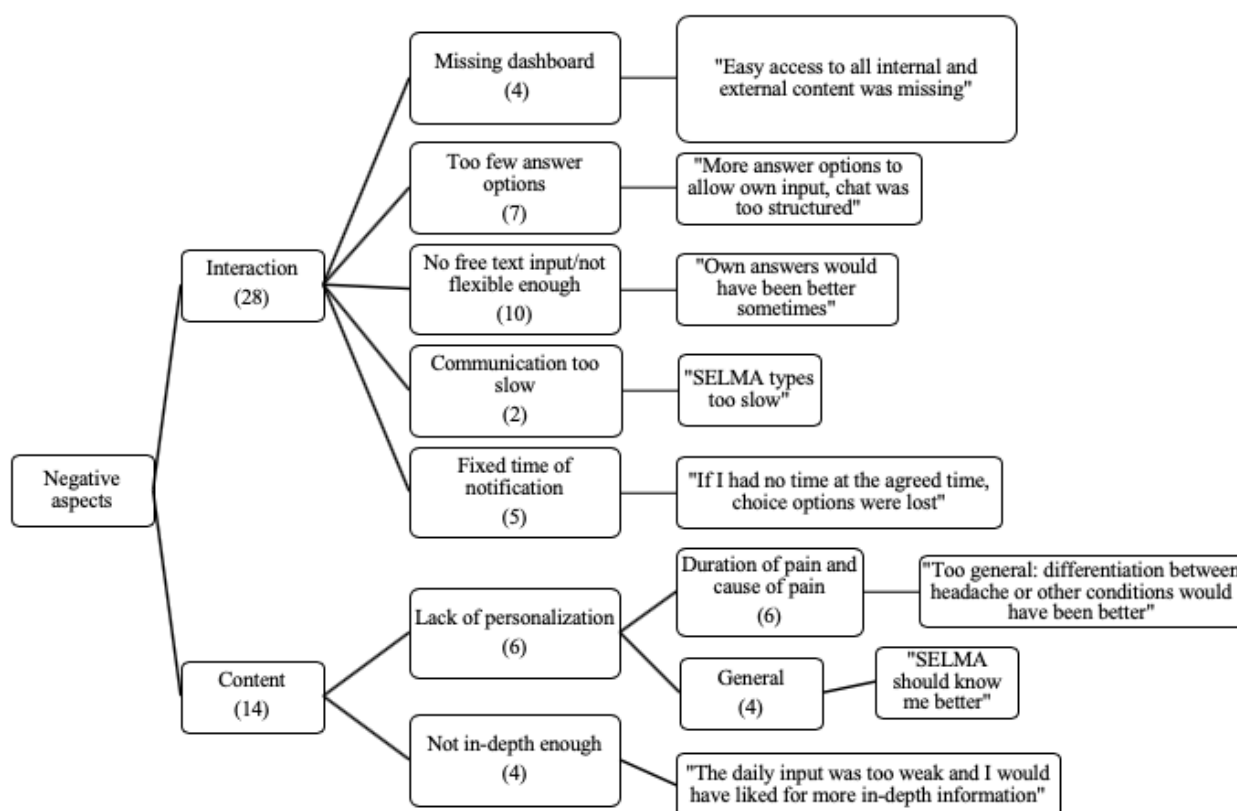 Negative
aspects
Interaction
(28)
Missing dashboard
(4)
"Easy access to all internal and
external content was missing"
Too few answer
options
(7)
"More answer options to
allow own input, chat was
too structured"
No free text input/not
flexible enough
(10)
"Own answers would
have been better
sometimes"
Communication too
slow
(2)
"SELMA types
too slow"
Fixed time of
notification
(5)
"If I had no time at the agreed time,
choice options were lost"
Content
(14)
Lack of personalization
(6)
Duration of pain and
cause of pain
(6)
"Too general: differentiation between
headache or other conditions would
have been better"
General
(4)
"SELMA
should know
me better"
Not in-depth enough
(4)
"The daily input was too weak and I would
have liked for more in-depth information"